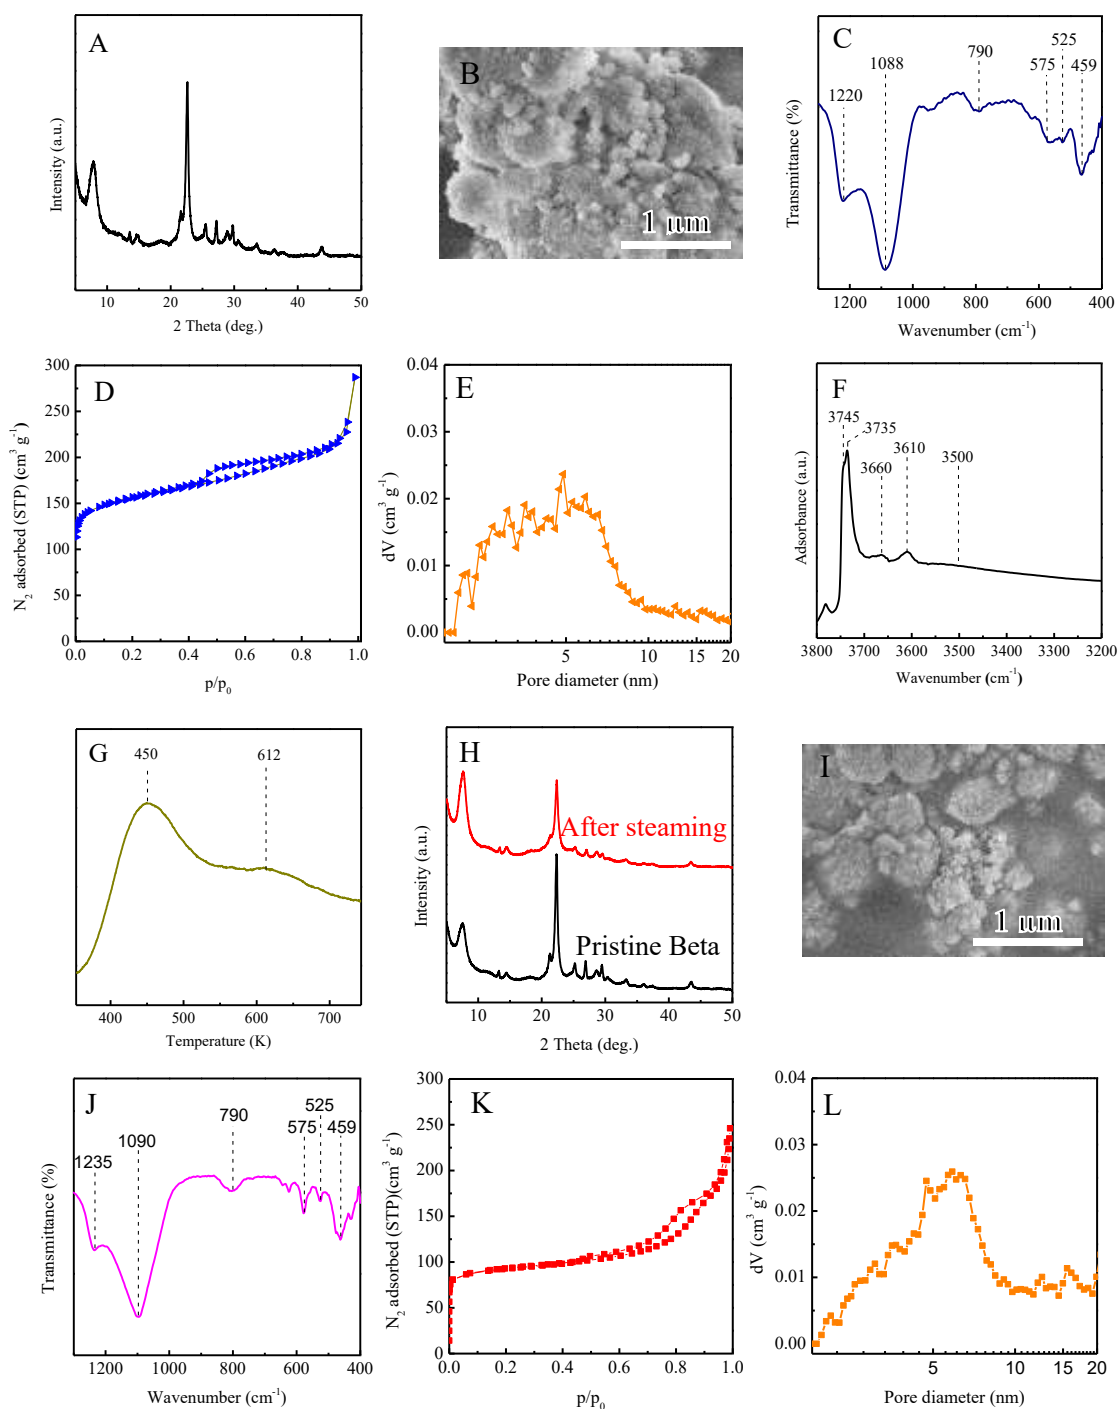 A
Intensity (a.u.)
10 20 30 40 50
2 Theta (deg.)
B
1 µm
C
1220
1088
790
575
525
459
Transmittance (%)
1200 1000 800 600 400
Wavenumber (cm-1)
D
N2 adsorbed (STP) (cm3 g-1)
300
250
200
150
100
50
0
0.0 0.2 0.4 0.6 0.8 1.0
p/p0
E
dV (cm3 g-1)
0.04
0.03
0.02
0.01
0.00
5 10 15 20
Pore diameter (nm)
F
3745
3735
3660
3610
3500
Adsorbance (a.u.)
3800 3700 3600 3500 3400 3300 3200
Wavenumber (cm-1)
G
450
612
400 500 600 700
Temperature (K)
H
After steaming
Pristine Beta
Intensity (a.u.)
10 20 30 40 50
2 Theta (deg.)
I
1 µm
J
1235
1090
790
575
525
459
Transmittance (%)
1200 1000 800 600 400
Wavenumber (cm-1)
K
N2 adsorbed (STP)(cm3 g-1)
300
250
200
150
100
50
0
0.0 0.2 0.4 0.6 0.8 1.0
p/p0
L
dV (cm3 g-1)
0.04
0.03
0.02
0.01
0.00
5 10 15 20
Pore diameter (nm)